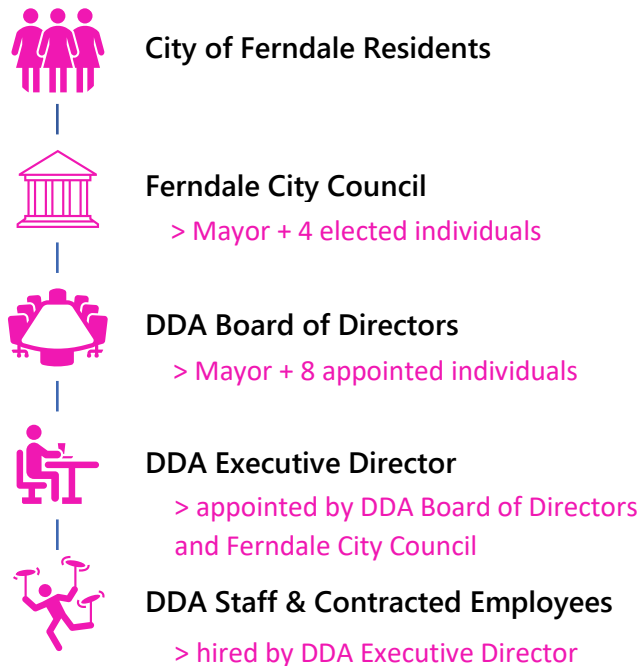 City of Ferndale Residents
Ferndale City Council
> Mayor + 4 elected individuals
DDA Board of Directors
> Mayor + 8 appointed individuals
DDA Executive Director
> appointed by DDA Board of Directors
and Ferndale City Council
DDA Staff & Contracted Employees
> hired by DDA Executive Director